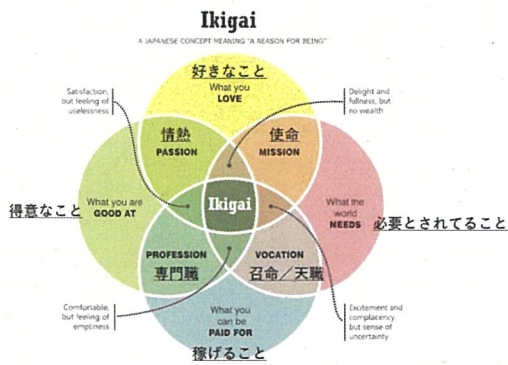 Ikigai
A JAPANESE CONCEPT MEANING "A REASON FOR BEING"
好きなこと
What you
LOVE
Satisfaction,
but feeling of
uselessness
Delight and
fullness, but
no wealth
情熱
PASSION
使命
MISSION
得意なこと
What you are
GOOD AT
Ikigai
What the
world
NEEDS
必要とされてること
PROFESSION
専門職
VOCATION
召命／天職
Comfortable,
but feeling of
emptiness
What you
can be
PAID FOR
稼げること
Excitement and
complacency,
but sense of
uncertainty